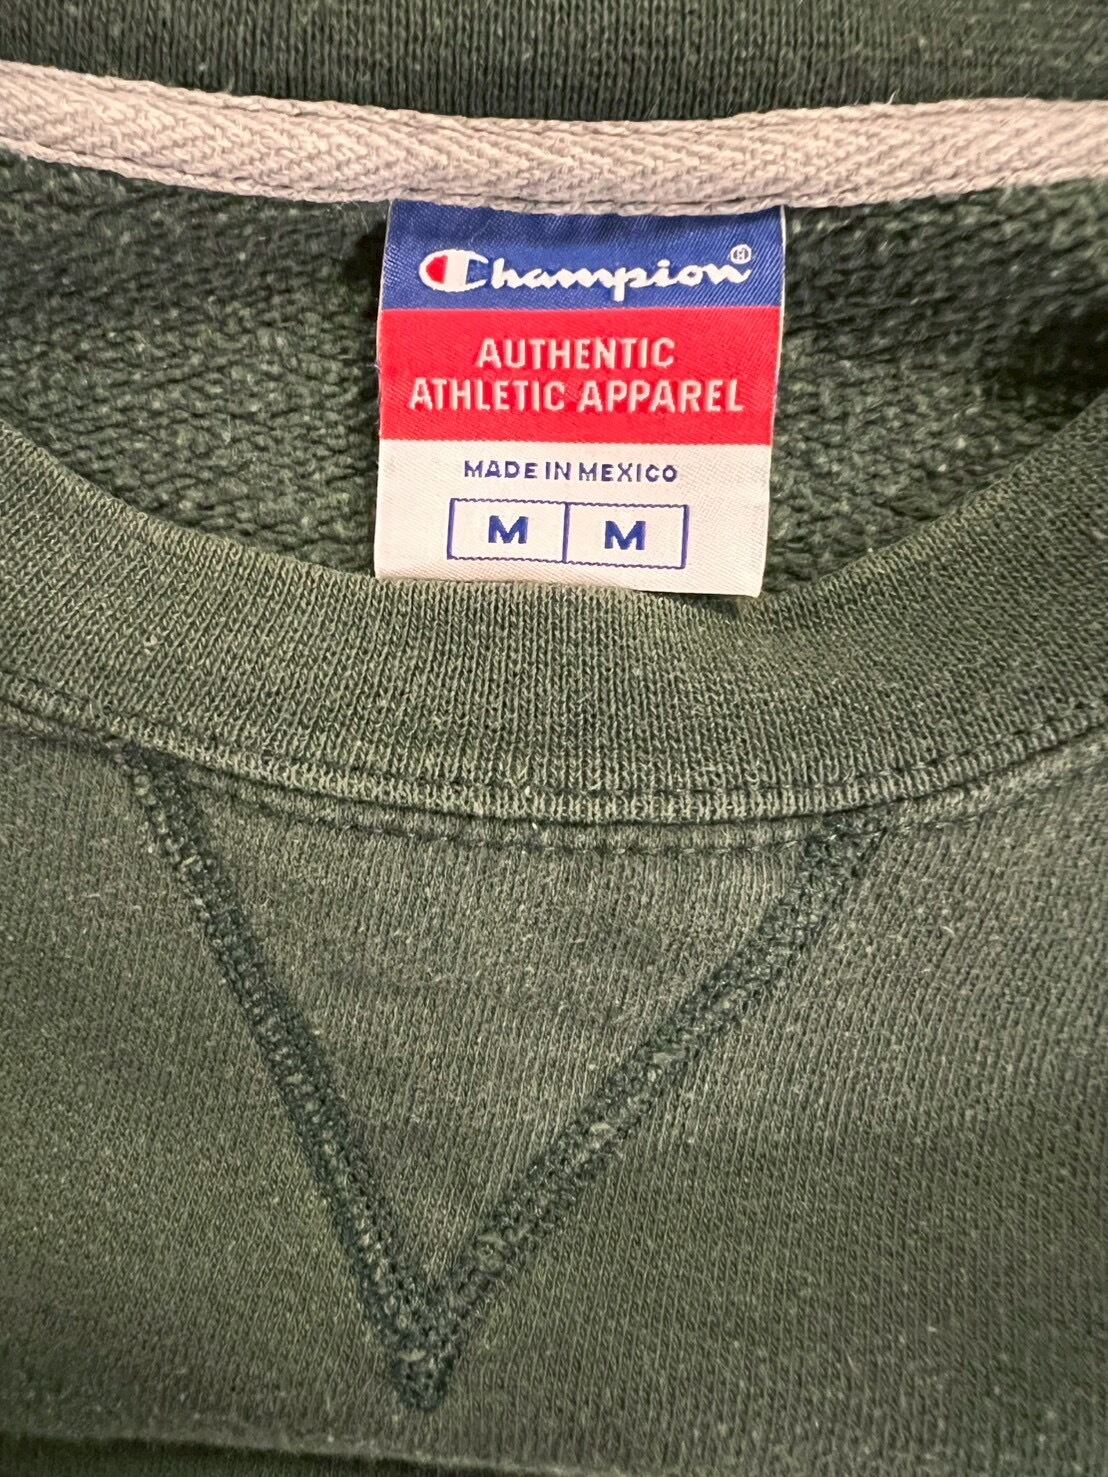 Champion®
AUTHENTIC
ATHLETIC APPAREL
MADE IN MEXICO
M M